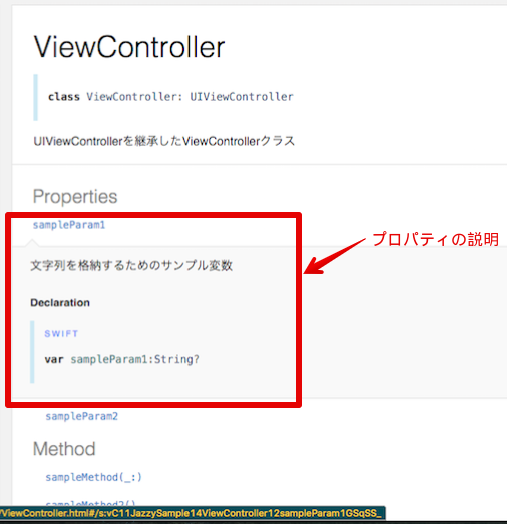 ViewController
class ViewController: UIViewController
UIViewControllerを継承したViewControllerクラス
Properties
sampleParam1
プロパティの説明
文字列を格納するためのサンプル変数
Declaration
SWIFT
var sampleParam1:String?
sampleParam2
Method
sampleMethod(_:)
sampleMethod2()
/ViewController.html#/s:vC11JazzySample14ViewController12sampleParam1GSqSS_